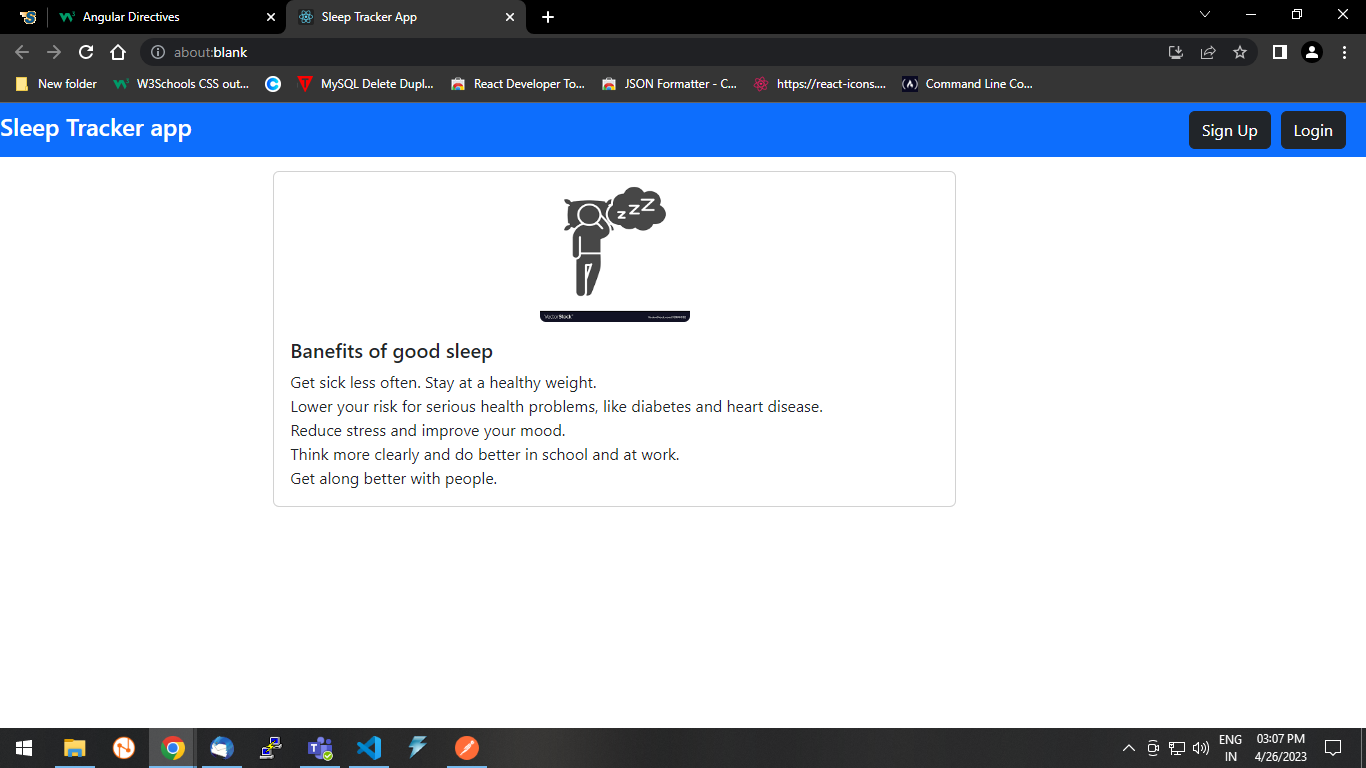 Angular Directives
Sleep Tracker App
about:blank
New folder
W3Schools CSS out...
MySQL Delete Dupl...
React Developer To...
JSON Formatter - C...
https://react-icons....
Command Line Co...
Sleep Tracker app
Sign Up
Login
zzZ
VectorStock
Banefits of good sleep
Get sick less often. Stay at a healthy weight.
Lower your risk for serious health problems, like diabetes and heart disease.
Reduce stress and improve your mood.
Think more clearly and do better in school and at work.
Get along better with people.
ENG
IN
03:07 PM
4/26/2023